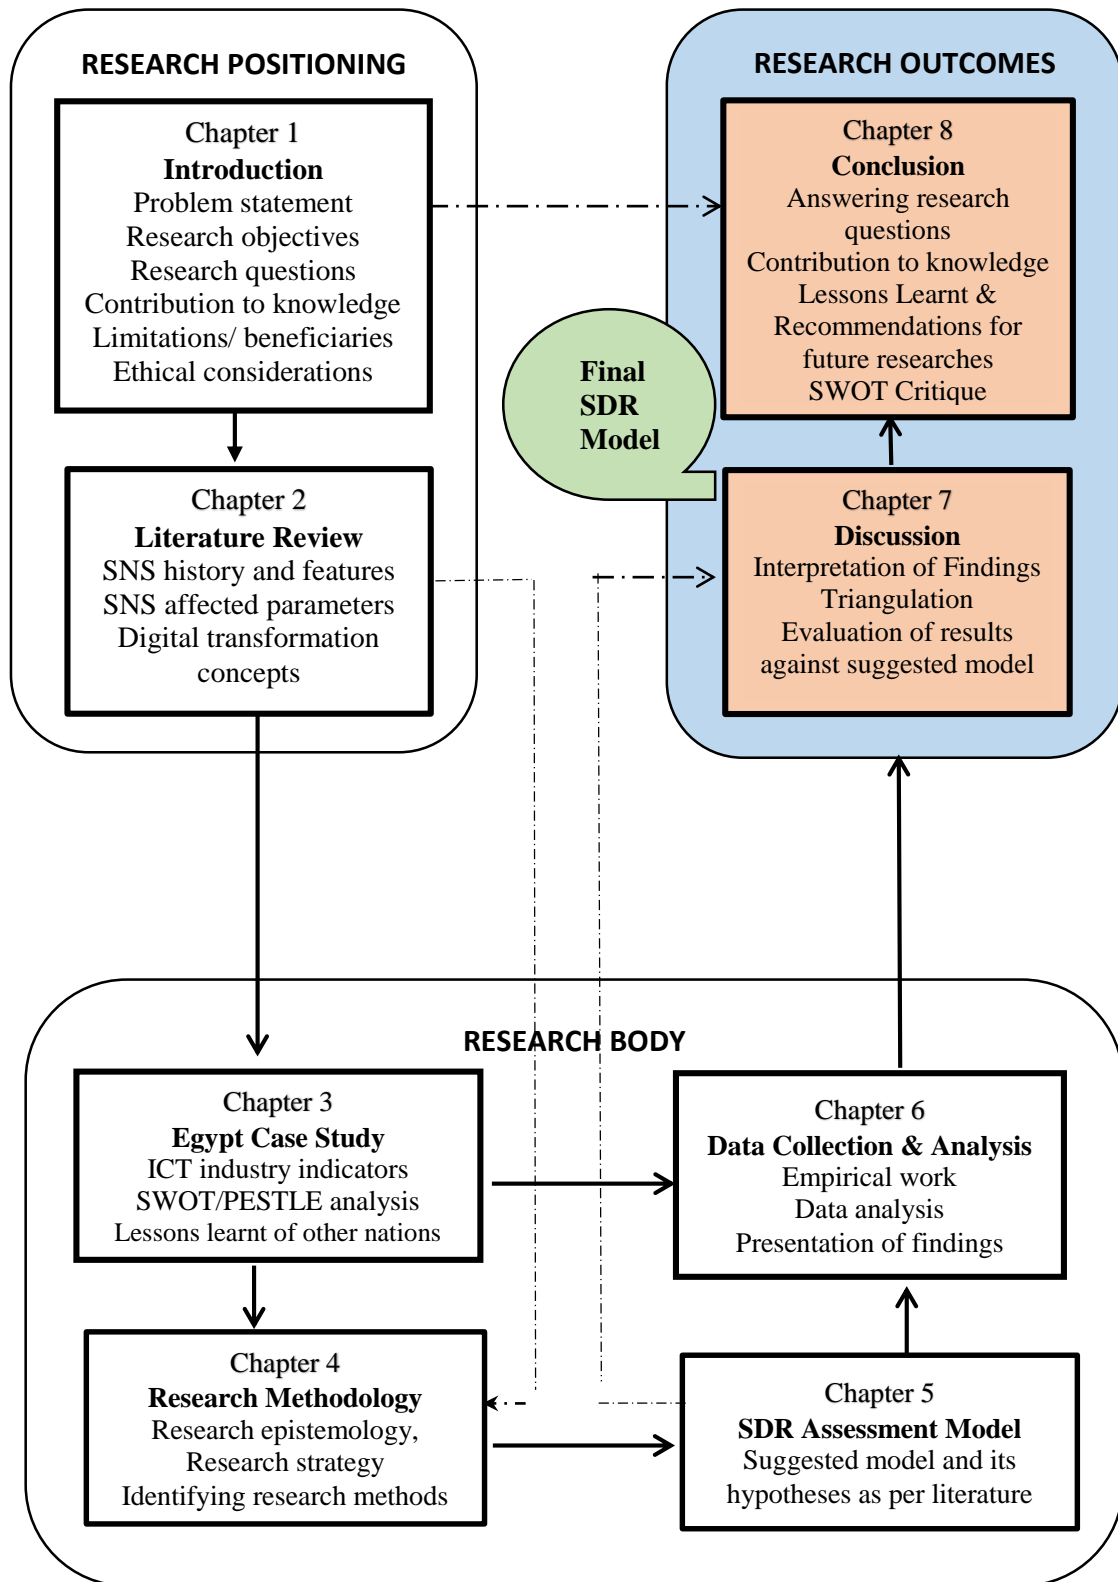 RESEARCH POSITIONING
Chapter 1
Introduction
Problem statement
Research objectives
Research questions
Contribution to knowledge
Limitations/ beneficiaries
Ethical considerations
Chapter 2
Literature Review
SNS history and features
SNS affected parameters
Digital transformation
concepts
RESEARCH OUTCOMES
Chapter 8
Conclusion
Answering research
questions
Contribution to knowledge
Lessons Learnt &
Recommendations for
future researches
SWOT Critique
Final
SDR
Model
Chapter 7
Discussion
Interpretation of Findings
Triangulation
Evaluation of results
against suggested model
RESEARCH BODY
Chapter 3
Egypt Case Study
ICT industry indicators
SWOT/PESTLE analysis
Lessons learnt of other nations
Chapter 6
Data Collection & Analysis
Empirical work
Data analysis
Presentation of findings
Chapter 4
Research Methodology
Research epistemology,
Research strategy
Identifying research methods
Chapter 5
SDR Assessment Model
Suggested model and its
hypotheses as per literature